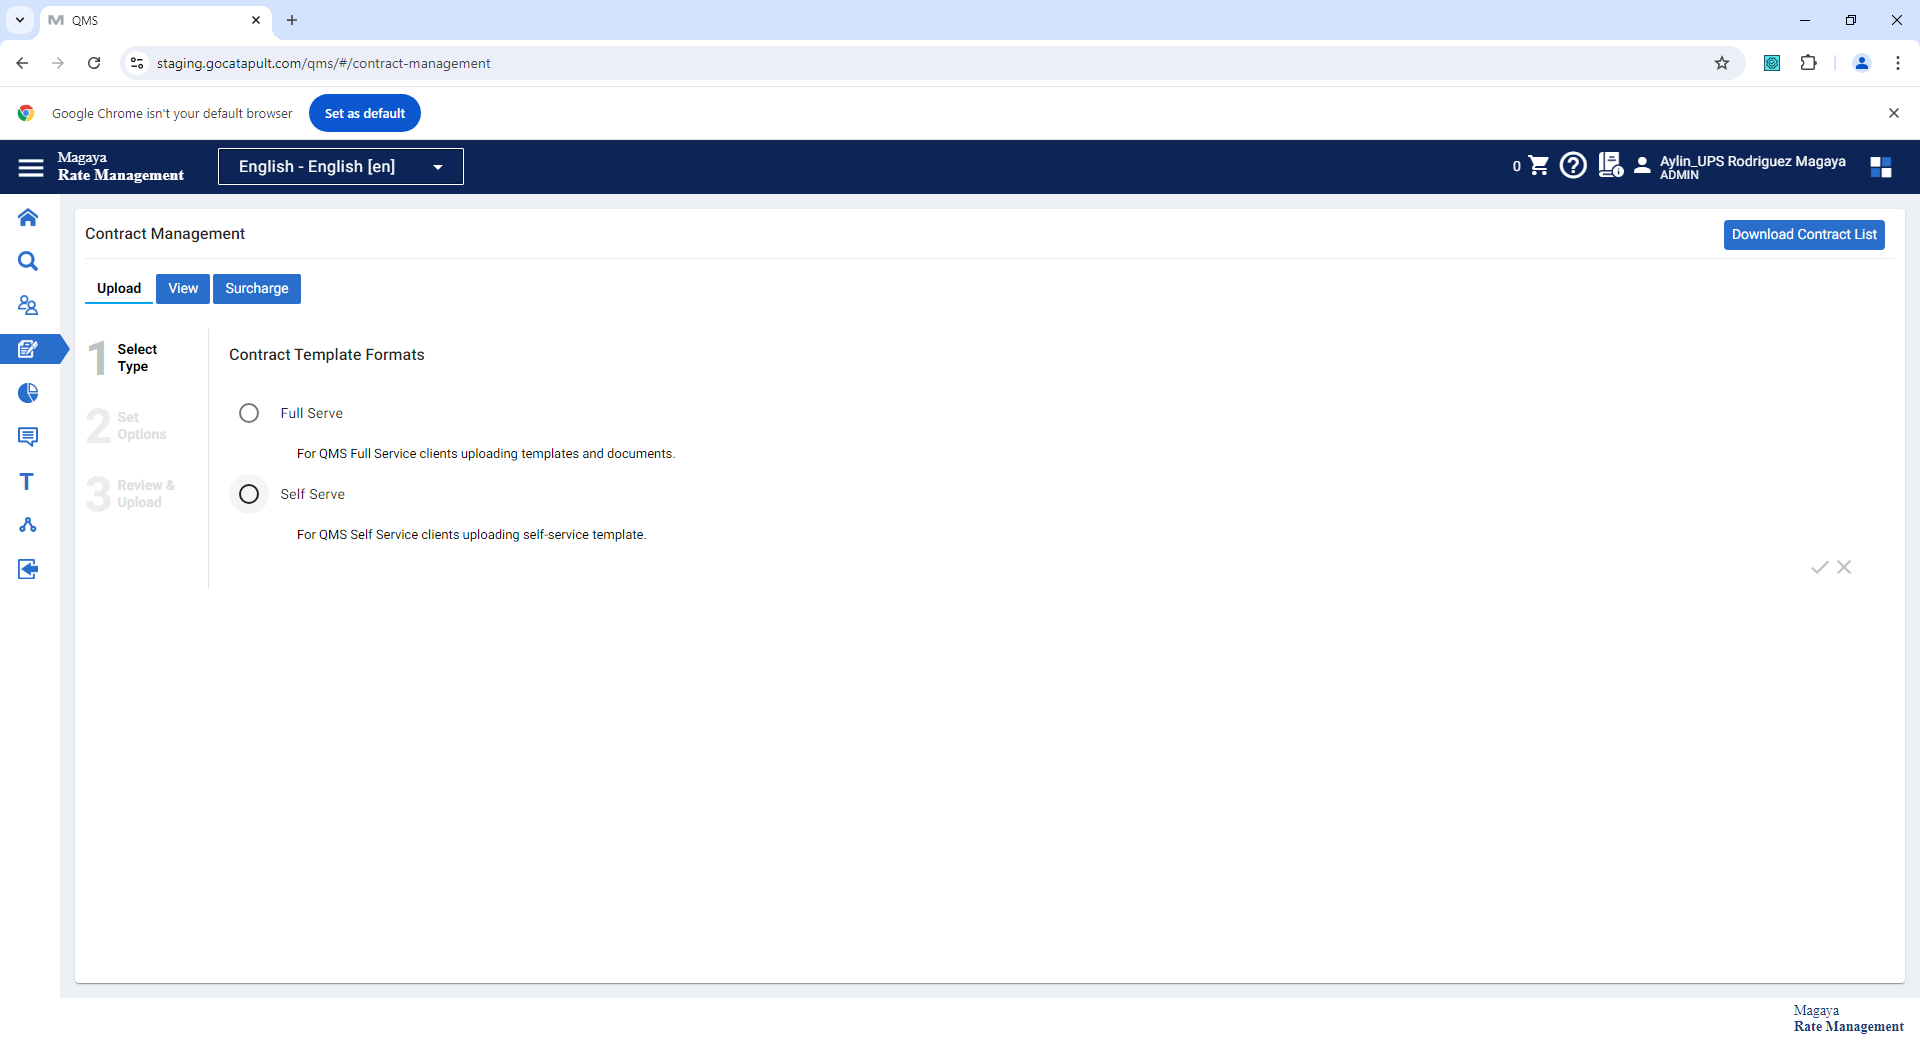 QMS
staging.gocatapult.com/qms/#/contract-management
Google Chrome isn't your default browser
Set as default
Magaya
Rate Management
English - English [en]
0
Aylin_UPS Rodriguez Magaya
ADMIN
Contract Management
Download Contract List
Upload
View
Surcharge
1
Select
Type
2
Set
Options
3
Review &
Upload
Contract Template Formats
Full Serve
For QMS Full Service clients uploading templates and documents.
Self Serve
For QMS Self Service clients uploading self-service template.
Magaya
Rate Management